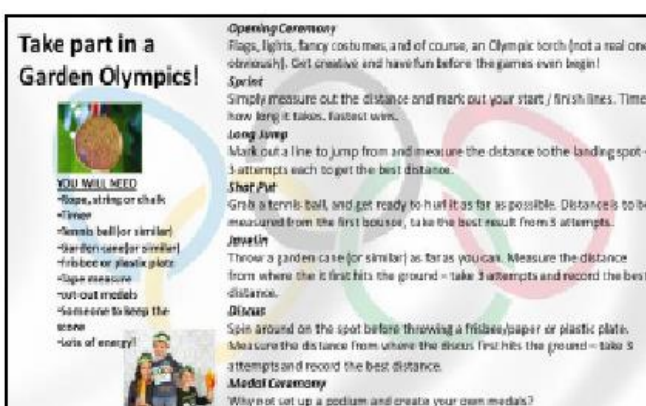 Take part in a
Garden Olympics!
YOU WILL NEED
•Rope, string or chalk
•Timer
•Tennis ball(or similar)
•Garden cane(or similar)
•Frisbee or plastic plate
•Tape measure
•cut-out medals
•Someone to keep the
score
•Lots of energy!
Opening Ceremony
Flags, lights, fancy costumes, and of course, an Olympic torch (not a real one
obviously). Get creative and have fun before the games even begin!
Sprint
Simply measure out the distance and mark out your start / finish lines. Time
how long it takes, fastest wins.
Long Jump
Mark out a line to jump from and measure the distance to the landing spot –
3 attempts each to get the best distance.
Shot Put
Grab a tennis ball, and get ready to hurl it as far as possible. Distance is to be
measured from the first bounce, take the best result from 3 attempts.
Javelin
Throw a garden cane (or similar) as far as you can. Measure the distance
from where the it first hits the ground – take 3 attempts and record the best
distance.
Discus
Spin around on the spot before throwing a frisbee/paper or plastic plate.
Measure the distance from where the discus first hits the ground – take 3
attempts and record the best distance.
Medal Ceremony
Why not set up a podium and create your own medals?